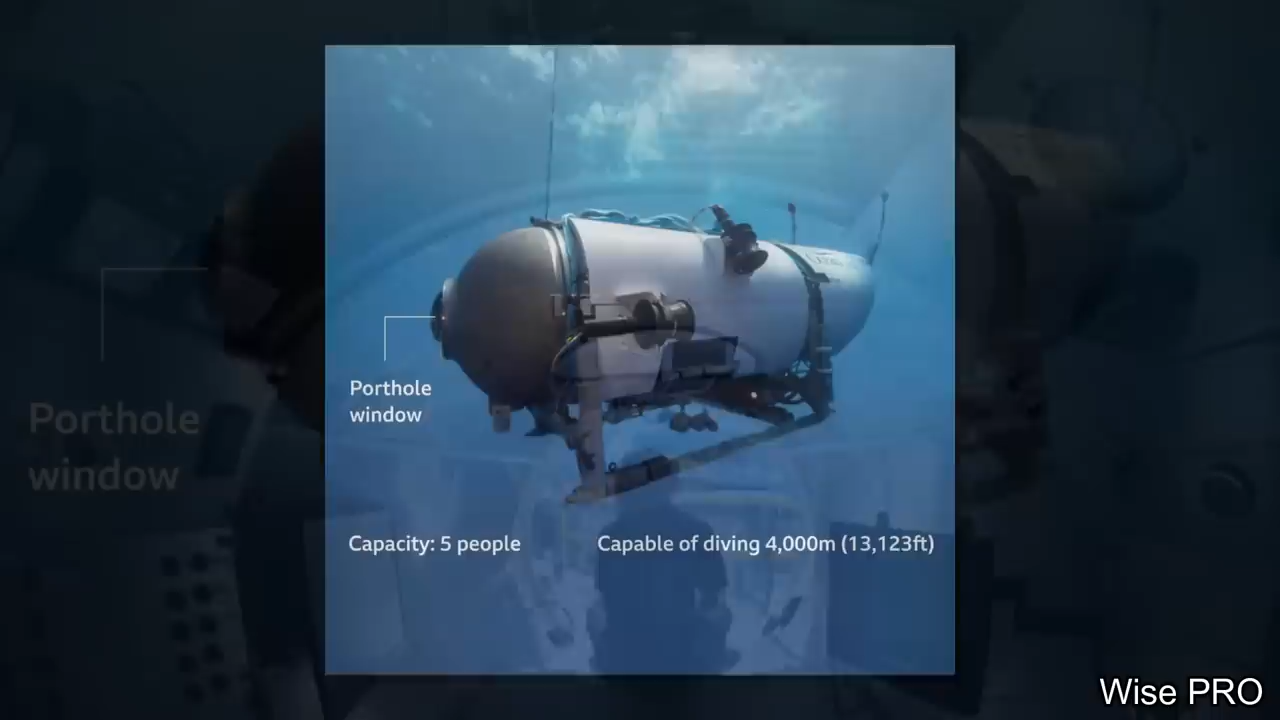 Porthole
window
Porthole
window
Capacity: 5 people
Capable of diving 4,000m (13,123ft)
Wise PRO